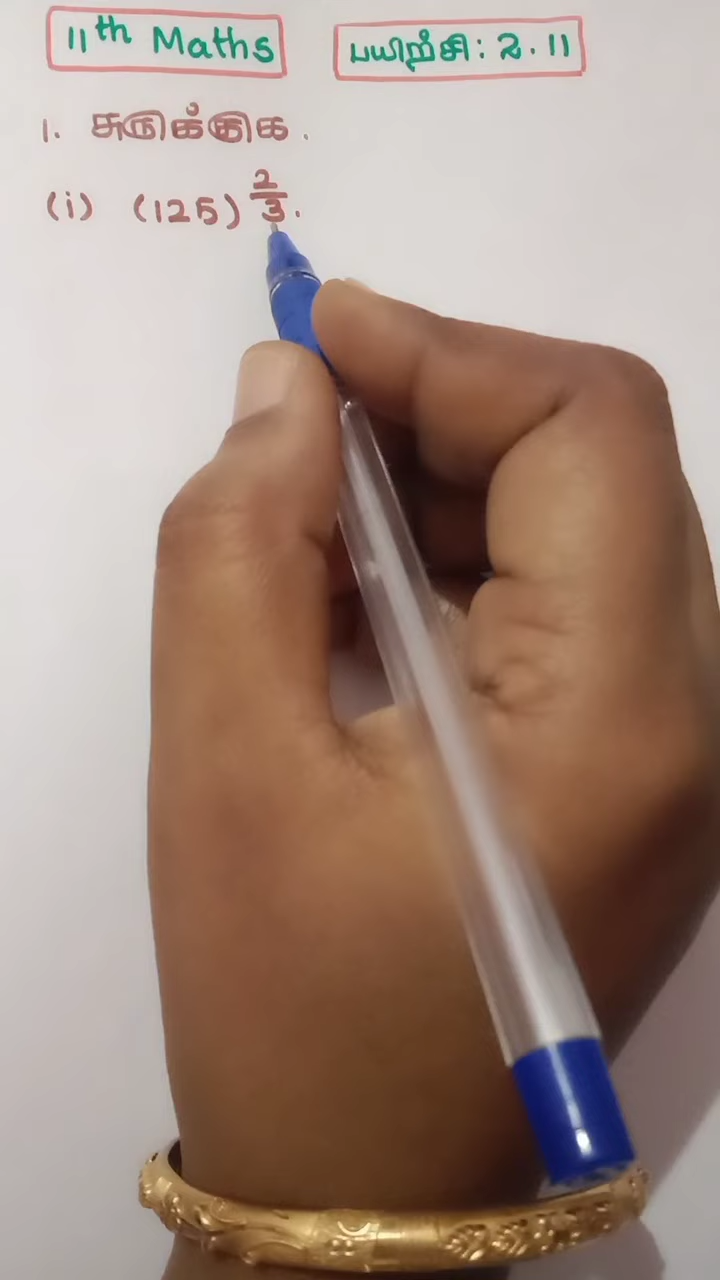 11th Maths
பயிற்சி: 2.11
1. சுருக்குக.
(i) (125)^(2/3).